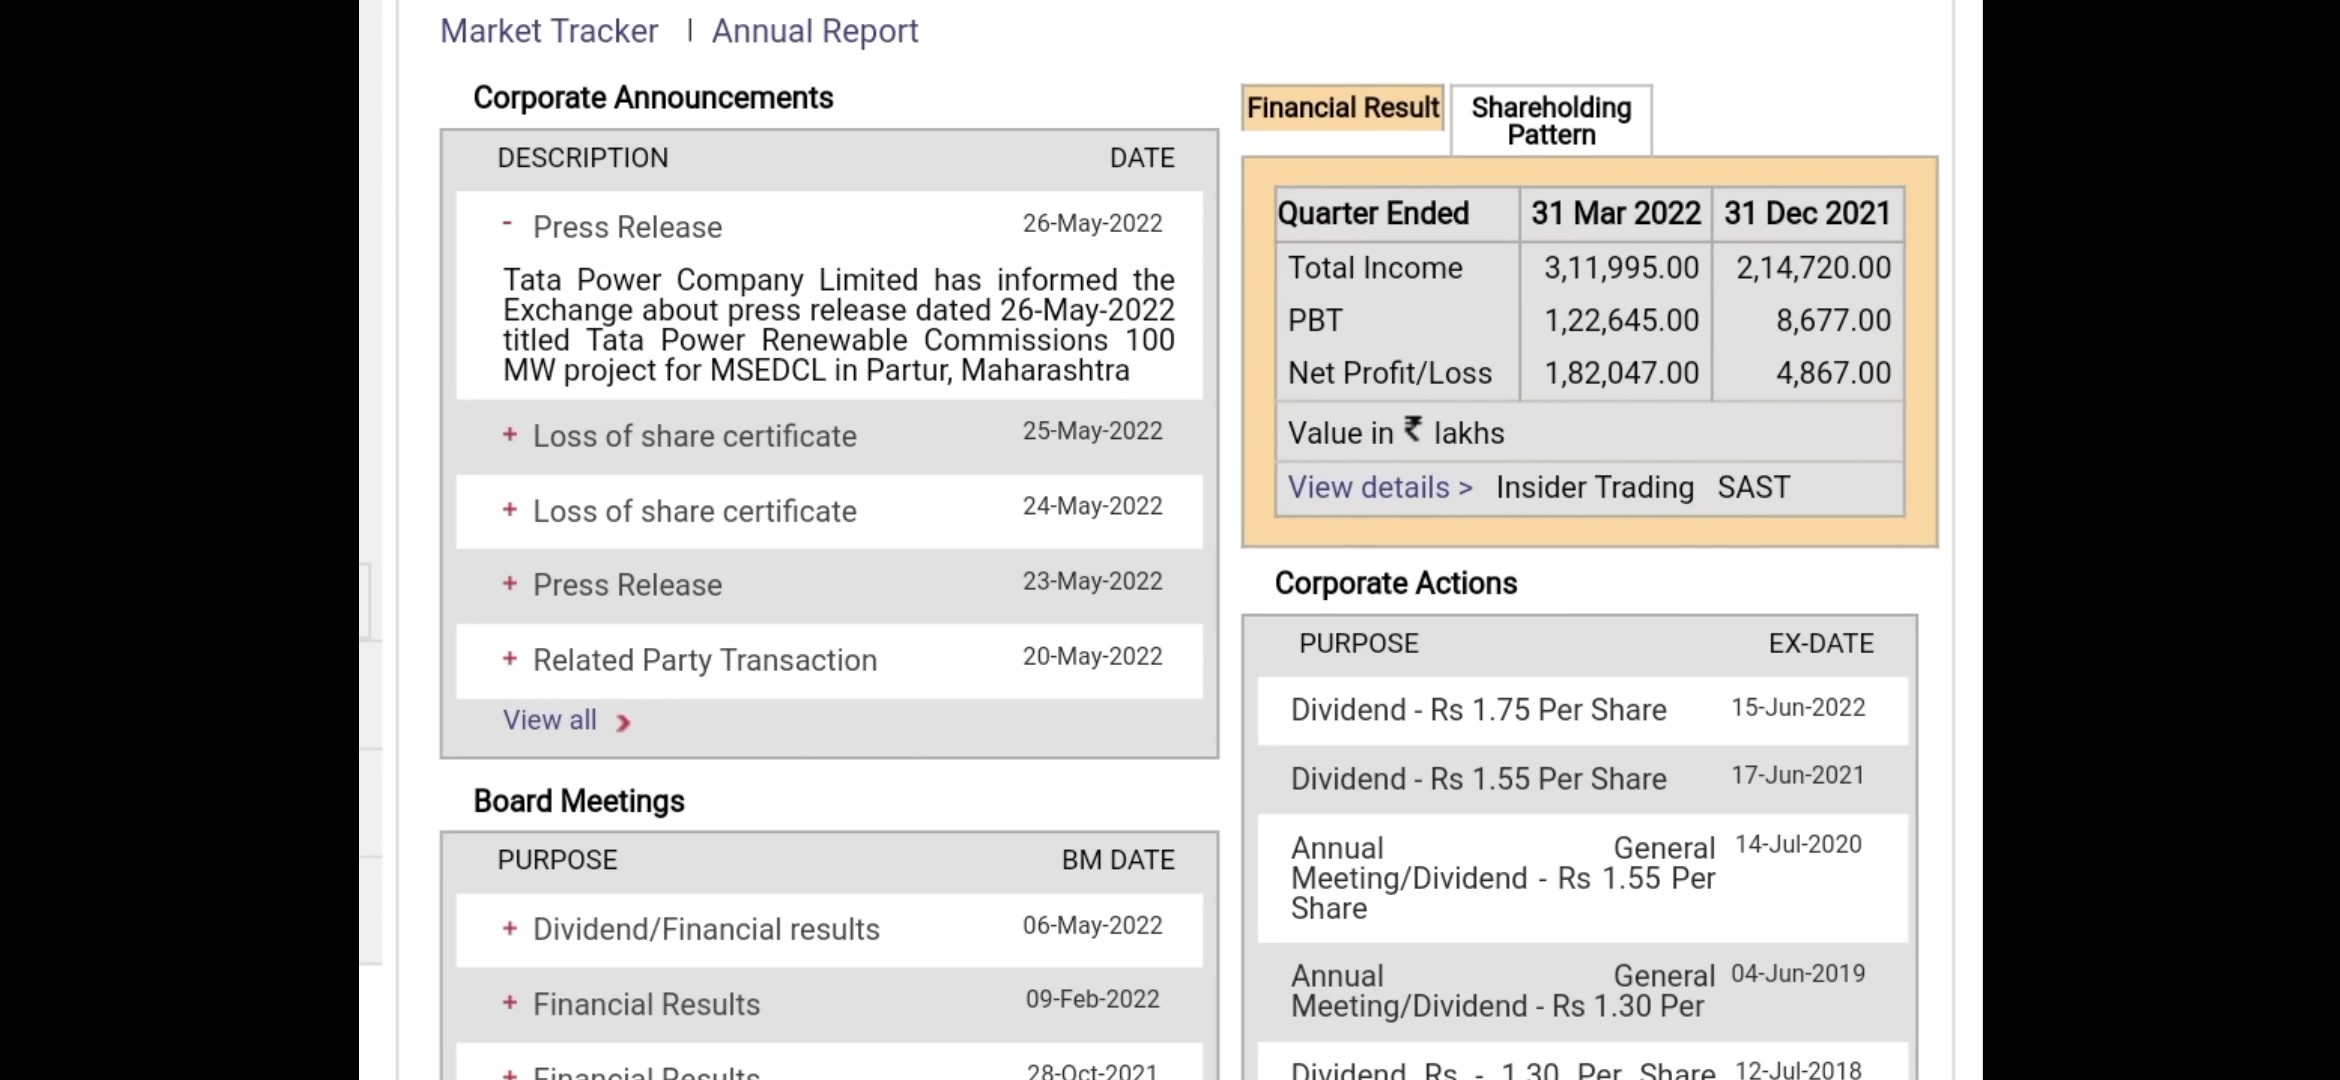 Market Tracker | Annual Report
Corporate Announcements
DESCRIPTION DATE
- Press Release 26-May-2022
Tata Power Company Limited has informed the
Exchange about press release dated 26-May-2022
titled Tata Power Renewable Commissions 100
MW project for MSEDCL in Partur, Maharashtra
+ Loss of share certificate 25-May-2022
+ Loss of share certificate 24-May-2022
+ Press Release 23-May-2022
+ Related Party Transaction 20-May-2022
View all
Board Meetings
PURPOSE BM DATE
+ Dividend/Financial results 06-May-2022
+ Financial Results 09-Feb-2022
+ Financial Results 28-Oct-2021
Financial Result
Shareholding
Pattern
Quarter Ended 31 Mar 2022 31 Dec 2021
Total Income 3,11,995.00 2,14,720.00
PBT 1,22,645.00 8,677.00
Net Profit/Loss 1,82,047.00 4,867.00
Value in ₹ lakhs
View details > Insider Trading SAST
Corporate Actions
PURPOSE EX-DATE
Dividend - Rs 1.75 Per Share 15-Jun-2022
Dividend - Rs 1.55 Per Share 17-Jun-2021
Annual General 14-Jul-2020
Meeting/Dividend - Rs 1.55 Per
Share
Annual General 04-Jun-2019
Meeting/Dividend - Rs 1.30 Per
Dividend Rs - 1.30 Per Share 12-Jul-2018